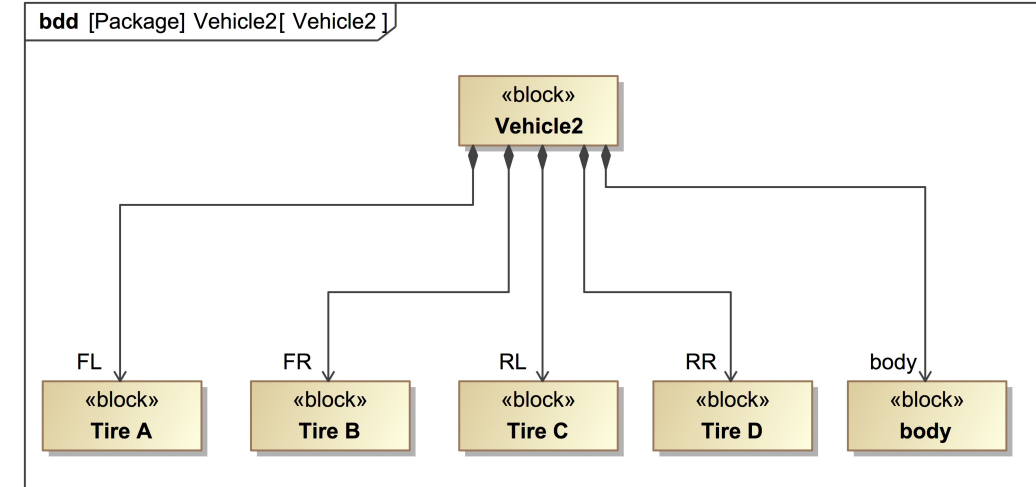 bdd [Package] Vehicle2[ Vehicle2 ]
«block»
Vehicle2
FL
FR
RL
RR
body
«block»
Tire A
«block»
Tire B
«block»
Tire C
«block»
Tire D
«block»
body